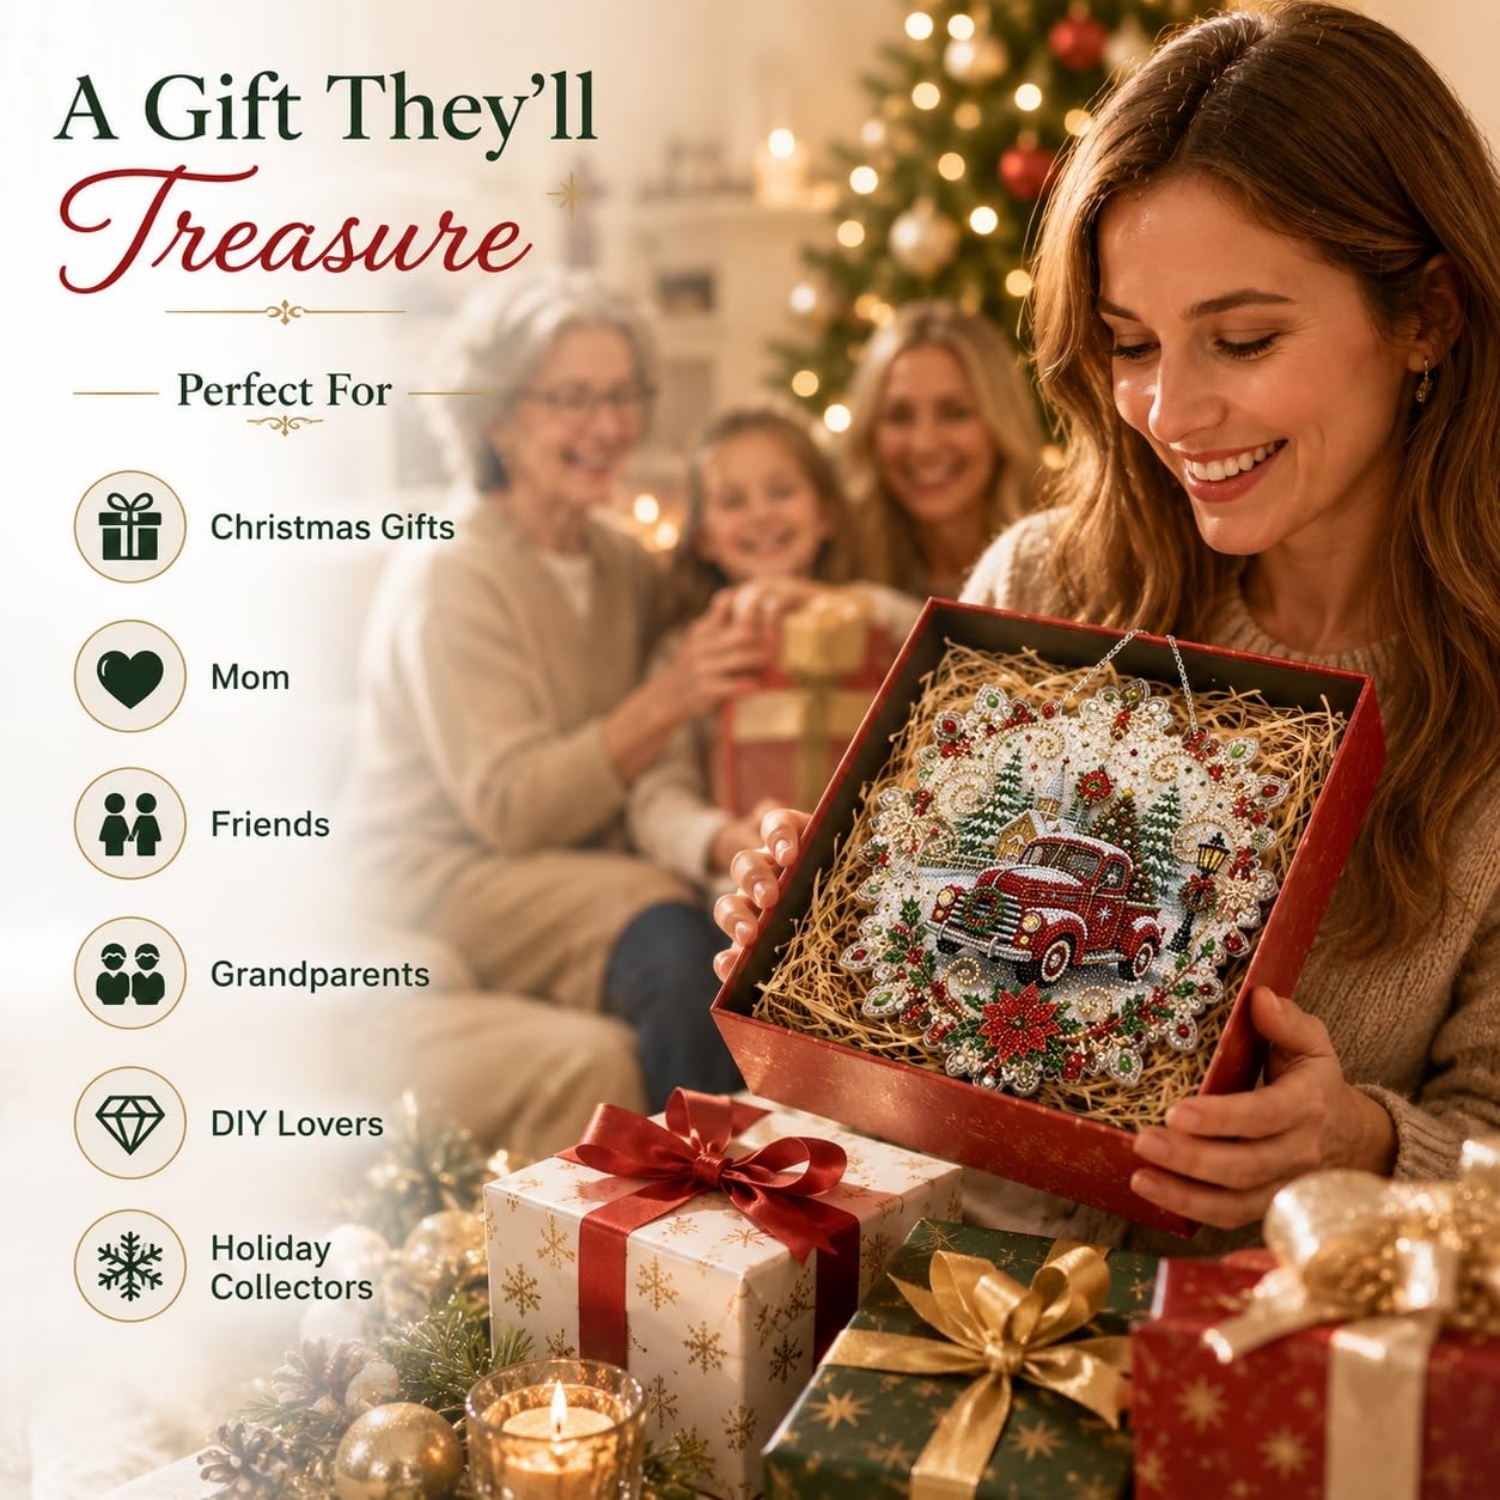 A Gift They'll
Treasure
Perfect For
Christmas Gifts
Mom
Friends
Grandparents
DIY Lovers
Holiday
Collectors